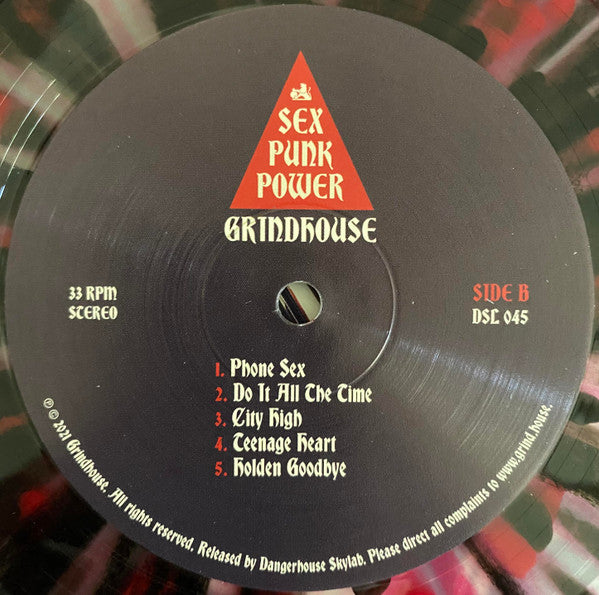 SEX
PUNK
POWER
GRINDHOUSE
33 RPM
STEREO
SIDE B
DSL 045
1. Phone Sex
2. Do It All The Time
3. City High
4. Teenage Heart
5. Holden Goodbye
℗ © 2021 Grindhouse. All rights reserved. Released by Dangerhouse Skylab. Please direct all complaints to www.grind.house.